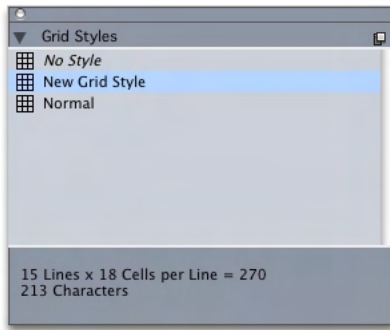 Grid Styles
No Style
New Grid Style
Normal
15 Lines x 18 Cells per Line = 270
213 Characters